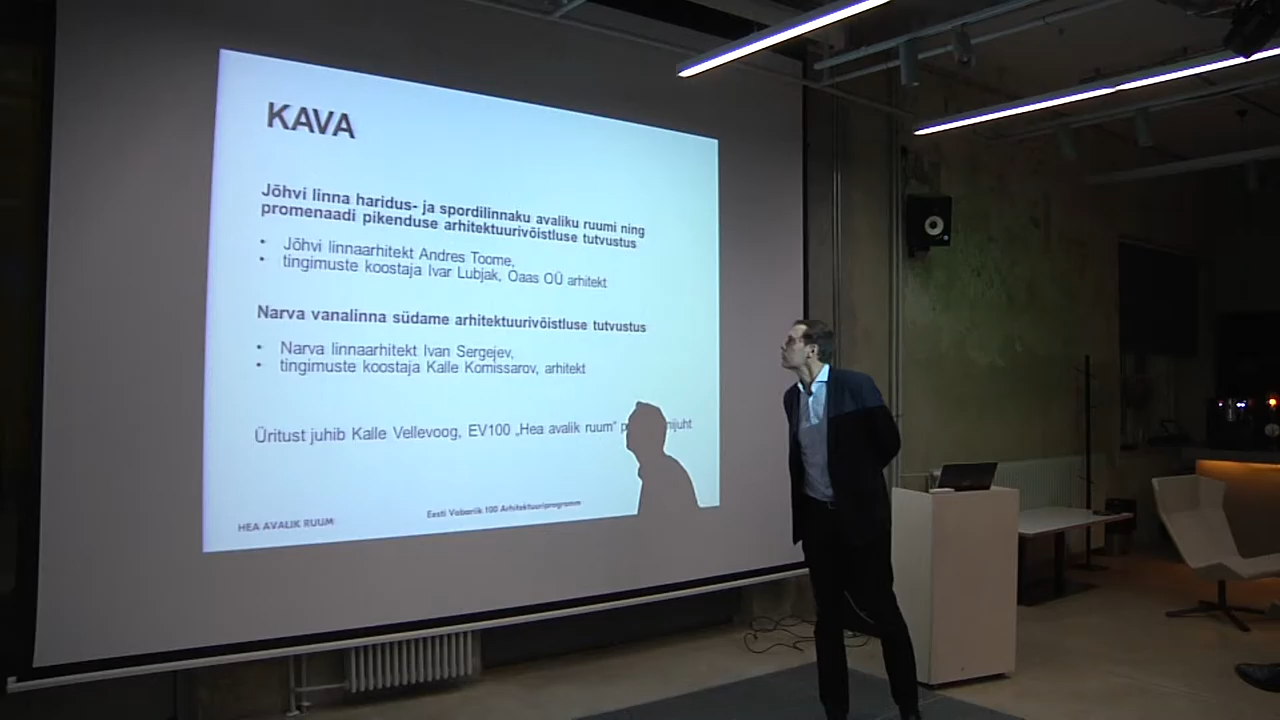 KAVA
Jõhvi linna haridus- ja spordilinnaku avaliku ruumi ning
promenaadi pikenduse arhitektuurivõistluse tutvustus
• Jõhvi linnaarhitekt Andres Toome,
• tingimuste koostaja Ivar Lubjak, Oaas OÜ arhitekt
Narva vanalinna südame arhitektuurivõistluse tutvustus
• Narva linnaarhitekt Ivan Sergejev,
• tingimuste koostaja Kalle Komissarov, arhitekt
Üritust juhib Kalle Vellevoog, EV100 „Hea avalik ruum“
HEA AVALIK RUUM
Eesti Vabariik 100 Arhitektuuriprogramm